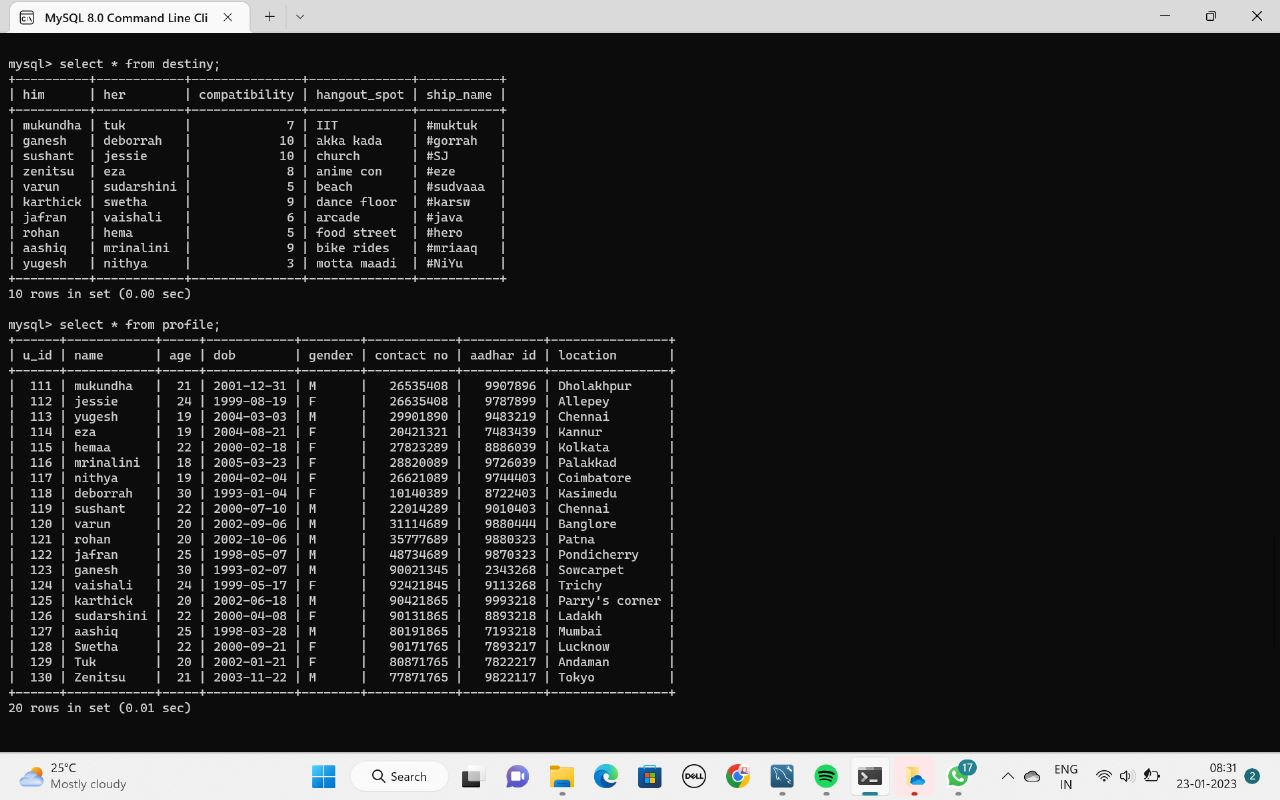 MySQL 8.0 Command Line Cli
mysql> select * from destiny;
+----------+------------+---------------+--------------+-----------+
| him      | her        | compatibility | hangout_spot | ship_name |
+----------+------------+---------------+--------------+-----------+
| mukundha | tuk        |             7 | IIT          | #muktuk   |
| ganesh   | deborrah   |            10 | akka kada    | #gorrah   |
| sushant  | jessie     |            10 | church       | #SJ       |
| zenitsu  | eza        |             8 | anime con    | #eze      |
| varun    | sudarshini |             5 | beach        | #sudvaaa  |
| karthick | swetha     |             9 | dance floor  | #karsw    |
| jafran   | vaishali   |             6 | arcade       | #java     |
| rohan    | hema       |             5 | food street  | #hero     |
| aashiq   | mrinalini  |             9 | bike rides   | #mriaaq   |
| yugesh   | nithya     |             3 | motta maadi  | #NiYu     |
+----------+------------+---------------+--------------+-----------+
10 rows in set (0.00 sec)
mysql> select * from profile;
+------+------------+-----+------------+--------+------------+-----------+----------------+
| u_id | name       | age | dob        | gender | contact no | aadhar id | location       |
+------+------------+-----+------------+--------+------------+-----------+----------------+
|  111 | mukundha   |  21 | 2001-12-31 | M      |   26535408 |   9907896 | Dholakhpur     |
|  112 | jessie     |  24 | 1999-08-19 | F      |   26635408 |   9787899 | Allepey        |
|  113 | yugesh     |  19 | 2004-03-03 | M      |   29901890 |   9483219 | Chennai        |
|  114 | eza        |  19 | 2004-08-21 | F      |   20421321 |   7483439 | Kannur         |
|  115 | hemaa      |  22 | 2000-02-18 | F      |   27823289 |   8886039 | Kolkata        |
|  116 | mrinalini  |  18 | 2005-03-23 | F      |   28820089 |   9726039 | Palakkad       |
|  117 | nithya     |  19 | 2004-02-04 | F      |   26621089 |   9744403 | Coimbatore     |
|  118 | deborrah   |  30 | 1993-01-04 | F      |   10140389 |   8722403 | Kasimedu       |
|  119 | sushant    |  22 | 2000-07-10 | M      |   22014289 |   9010403 | Chennai        |
|  120 | varun      |  20 | 2002-09-06 | M      |   31114689 |   9880444 | Banglore       |
|  121 | rohan      |  20 | 2002-10-06 | M      |   35777689 |   9880323 | Patna          |
|  122 | jafran     |  25 | 1998-05-07 | M      |   48734689 |   9870323 | Pondicherry    |
|  123 | ganesh     |  30 | 1993-02-07 | M      |   90021345 |   2343268 | Sowcarpet      |
|  124 | vaishali   |  24 | 1999-05-17 | F      |   92421845 |   9113268 | Trichy         |
|  125 | karthick   |  20 | 2002-06-18 | M      |   90421865 |   9993218 | Parry's corner |
|  126 | sudarshini |  22 | 2000-04-08 | F      |   90131865 |   8893218 | Ladakh         |
|  127 | aashiq     |  25 | 1998-03-28 | M      |   80191865 |   7193218 | Mumbai         |
|  128 | Swetha     |  22 | 2000-09-21 | F      |   90171765 |   7893217 | Lucknow        |
|  129 | Tuk        |  20 | 2002-01-21 | F      |   80871765 |   7822217 | Andaman        |
|  130 | Zenitsu    |  21 | 2003-11-22 | M      |   77871765 |   9822117 | Tokyo          |
+------+------------+-----+------------+--------+------------+-----------+----------------+
20 rows in set (0.01 sec)
25°C
Mostly cloudy
Search
DELL
17
ENG
IN
08:31
23-01-2023
2